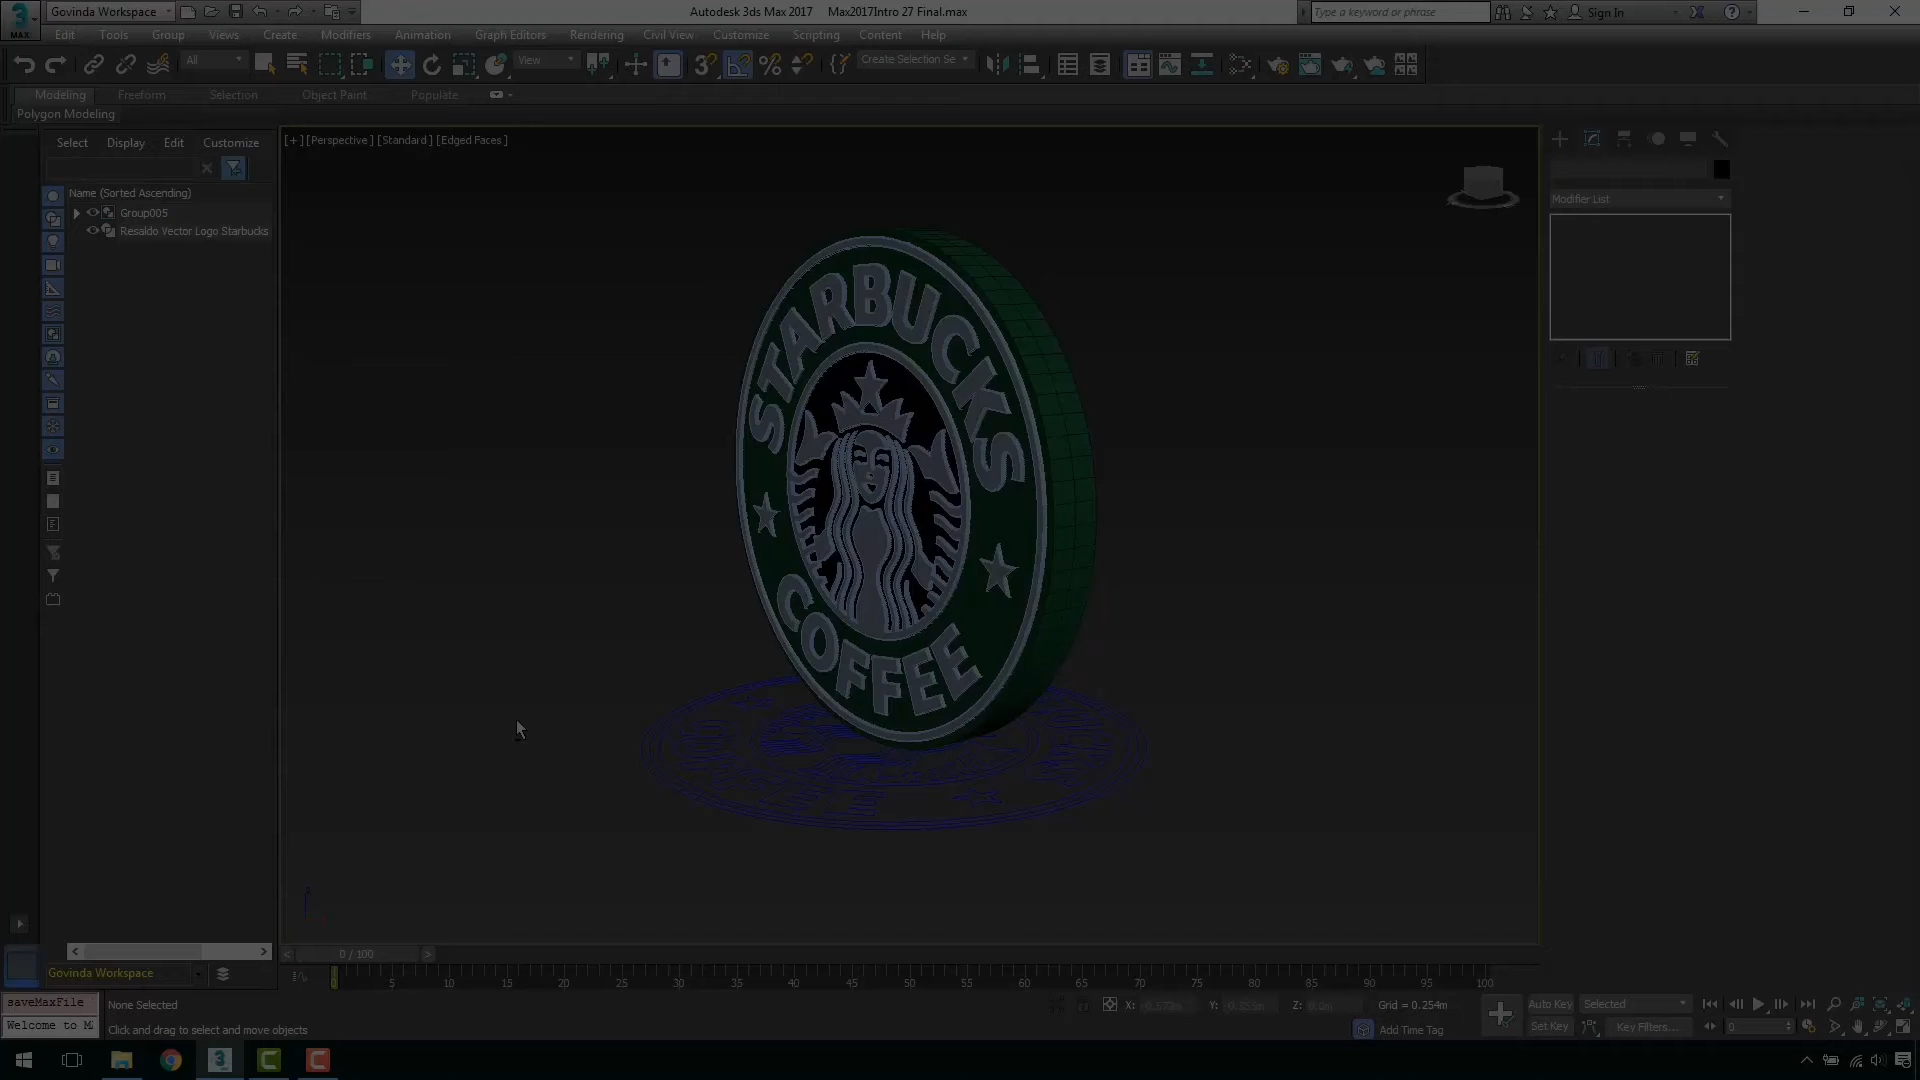 Govinda Workspace
Autodesk 3ds Max 2017 Max2017Intro 27 Final.max
Type a keyword or phrase
Sign In
MAX
Edit Tools Group Views Create Modifiers Animation Graph Editors Rendering Civil View Customize Scripting Content Help
All
View
Create Selection Se
Modeling Freeform Selection Object Paint Populate
Polygon Modeling
Select Display Edit Customize
[+] [Perspective] [Standard] [Edged Faces]
Name (Sorted Ascending)
Group005
Resaldo Vector Logo Starbucks
Modifier List
STARBUCKS
COFFEE
0 / 100
Govinda Workspace
0 5 10 15 20 25 30 35 40 45 50 55 60 65 70 75 80 85 90 95 100
saveMaxFile
None Selected
X: Y: Z: 0.0m
Grid = 0.254m
Auto Key
Selected
Welcome to M
Click and drag to select and move objects
Add Time Tag
Set Key
Key Filters...
0